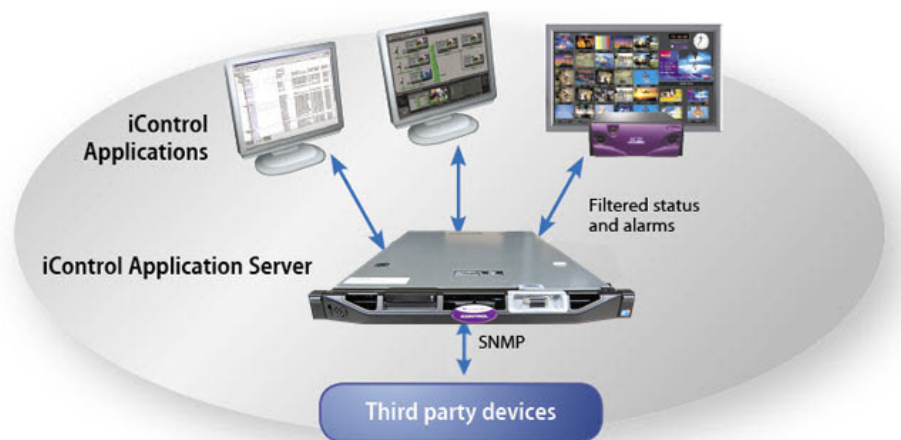 iControl
Applications
Filtered status
and alarms
iControl Application Server
SNMP
Third party devices